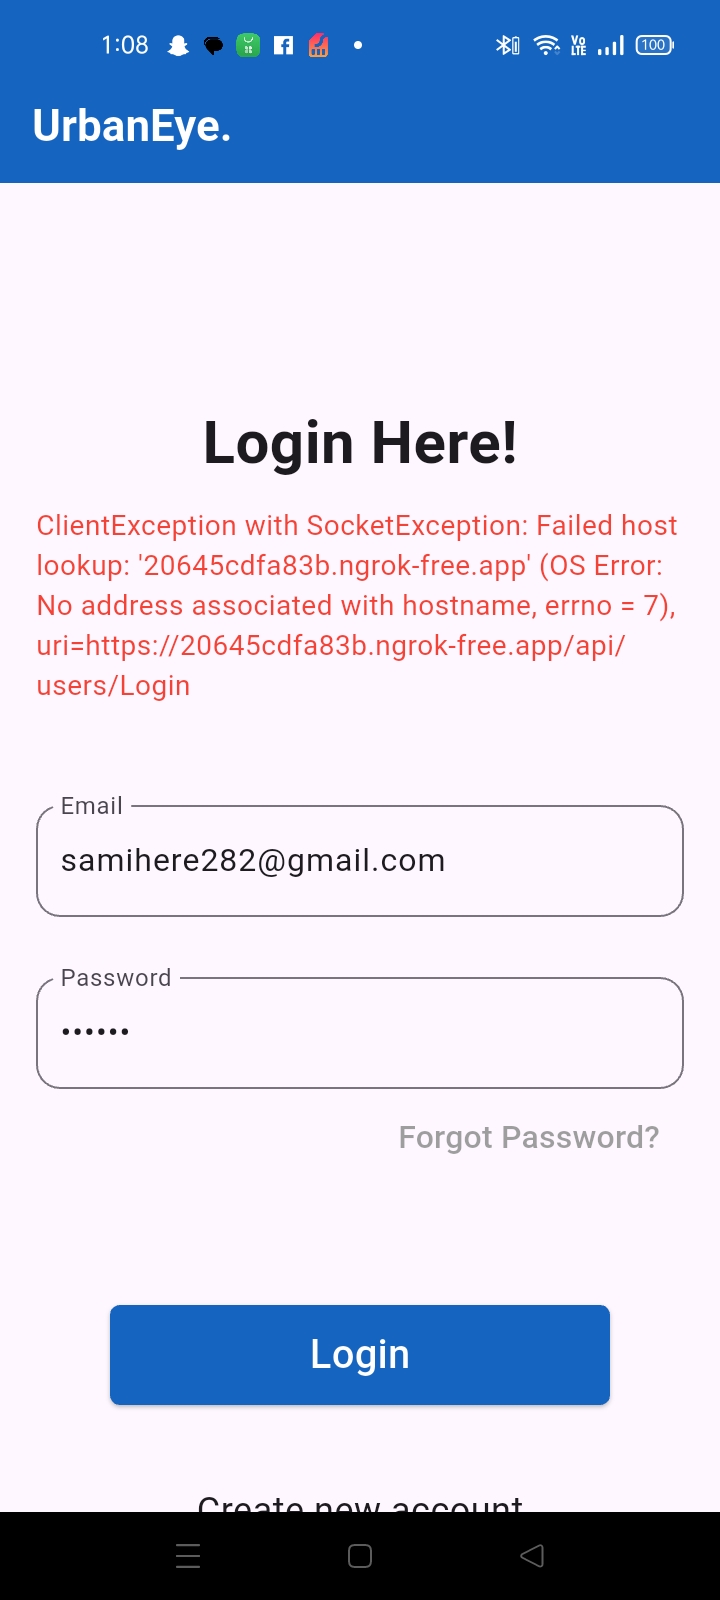 1:08
Vo
LTE
100
UrbanEye.
Login Here!
ClientException with SocketException: Failed host
lookup: '20645cdfa83b.ngrok-free.app' (OS Error:
No address associated with hostname, errno = 7),
uri=https://20645cdfa83b.ngrok-free.app/api/
users/Login
Email
samihere282@gmail.com
Password
••••••
Forgot Password?
Login
Create new account